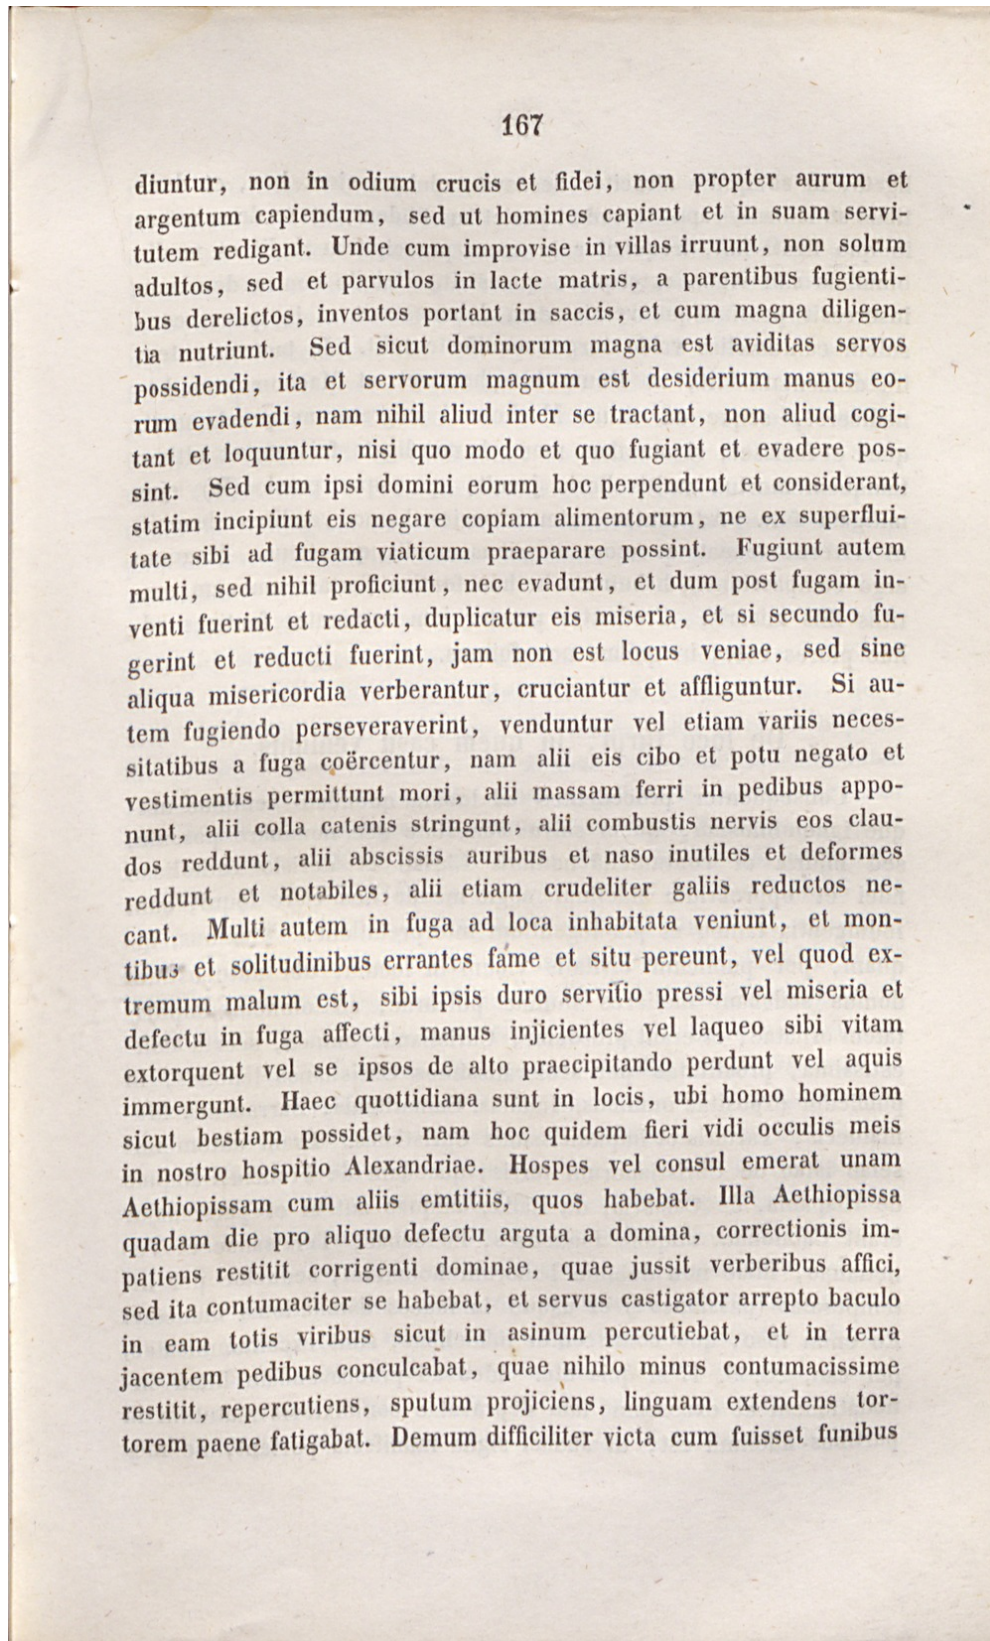 167
diuntur, non in odium crucis et fidei, non propter aurum et
argentum capiendum, sed ut homines capiant et in suam servi-
tutem redigant. Unde cum improvise in villas irruunt, non solum
adultos, sed et parvulos in lacte matris, a parentibus fugienti-
bus derelictos, inventos portant in saccis, et cum magna diligen-
tia nutriunt. Sed sicut dominorum magna est aviditas servos
possidendi, ita et servorum magnum est desiderium manus eo-
rum evadendi, nam nihil aliud inter se tractant, non aliud cogi-
tant et loquuntur, nisi quo modo et quo fugiant et evadere pos-
sint. Sed cum ipsi domini eorum hoc perpendunt et considerant,
statim incipiunt eis negare copiam alimentorum, ne ex superflui-
tate sibi ad fugam viaticum praeparare possint. Fugiunt autem
multi, sed nihil proficiunt, nec evadunt, et dum post fugam in-
venti fuerint et redacti, duplicatur eis miseria, et si secundo fu-
gerint et reducti fuerint, jam non est locus veniae, sed sine
aliqua misericordia verberantur, cruciantur et affliguntur. Si au-
tem fugiendo perseveraverint, venduntur vel etiam variis neces-
sitatibus a fuga coërcentur, nam alii eis cibo et potu negato et
vestimentis permittunt mori, alii massam ferri in pedibus appo-
nunt, alii colla catenis stringunt, alii combustis nervis eos clau-
dos reddunt, alii abscissis auribus et naso inutiles et deformes
reddunt et notabiles, alii etiam crudeliter galiis reductos ne-
cant. Multi autem in fuga ad loca inhabitata veniunt, et mon-
tibus et solitudinibus errantes fame et situ pereunt, vel quod ex-
tremum malum est, sibi ipsis duro servitio pressi vel miseria et
defectu in fuga affecti, manus injicientes vel laqueo sibi vitam
extorquent vel se ipsos de alto praecipitando perdunt vel aquis
immergunt. Haec quottidiana sunt in locis, ubi homo hominem
sicut bestiam possidet, nam hoc quidem fieri vidi occulis meis
in nostro hospitio Alexandriae. Hospes vel consul emerat unam
Aethiopissam cum aliis emtitiis, quos habebat. Illa Aethiopissa
quadam die pro aliquo defectu arguta a domina, correctionis im-
patiens restitit corrigenti dominae, quae jussit verberibus affici,
sed ita contumaciter se habebat, et servus castigator arrepto baculo
in eam totis viribus sicut in asinum percutiebat, et in terra
jacentem pedibus conculcabat, quae nihilo minus contumacissime
restitit, repercutiens, sputum projiciens, linguam extendens tor-
torem paene fatigabat. Demum difficiliter victa cum fuisset funibus